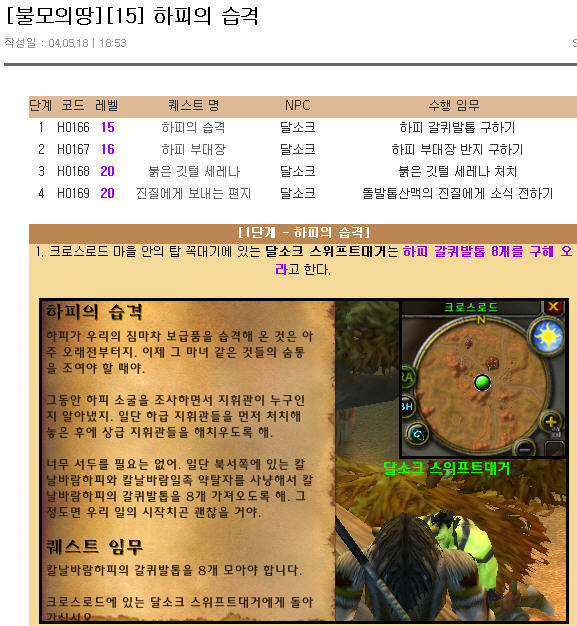 [불모의땅][15] 하피의 습격
작성일 : 04.05.18 | 18:53
단계 코드 레벨 퀘스트 명 NPC 수행 임무
1 H0166 15 하피의 습격 달소크 하피 갈퀴발톱 구하기
2 H0167 16 하피 부대장 달소크 하피 부대장 반지 구하기
3 H0168 20 붉은 깃털 세레나 달소크 붉은 깃털 세레나 처치
4 H0169 20 진질에게 보내는 편지 달소크 돌발톱산맥의 진질에게 소식 전하기
[1단계 - 하피의 습격]
1. 크로스로드 마을 안의 탑 꼭대기에 있는 달소크 스위프트대거는 하피 갈퀴발톱 8개를 구해 오
라고 한다.
하피의 습격
하피가 우리의 짐마차 보급품을 습격해 온 것은 아
주 오래전부터지. 이제 그 마녀 같은 것들의 숨통
을 조여야 할 때야.
그동안 하피 소굴을 조사하면서 지휘관이 누구인
지 알아냈지. 일단 하급 지휘관들을 먼저 처치해
놓은 후에 상급 지휘관들을 해치우도록 해.
너무 서두를 필요는 없어. 일단 북서쪽에 있는 칼
날바람하피와 칼날바람일족 약탈자를 사냥해서 칼
날바람하피의 갈퀴발톱을 8개 가져오도록 해. 그
정도면 우리 일의 시작치곤 괜찮을 거야.
퀘스트 임무
칼날바람하피의 갈퀴발톱을 8개 모아야 합니다.
크로스로드에 있는 달소크 스위프트대거에게 돌아
가십시오.
크로스로드
N
RA
BH
달소크 스위프트대거